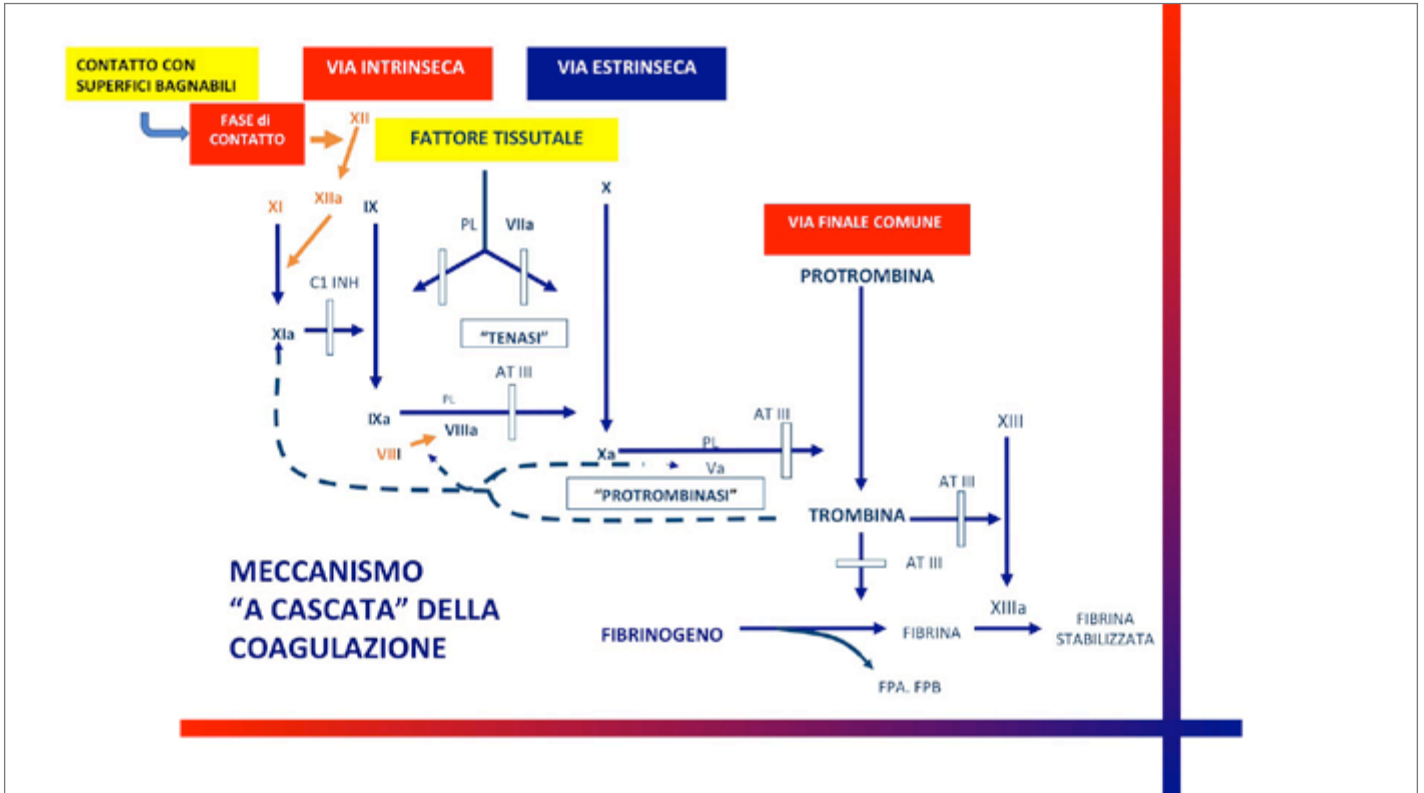 CONTATTO CON
SUPERFICI BAGNABILI
VIA INTRINSECA
VIA ESTRINSECA
FASE di
CONTATTO
XII
FATTORE TISSUTALE
XI
XIIa
IX
PL
VIIa
X
VIA FINALE COMUNE
PROTROMBINA
C1 INH
XIa
"TENASI"
AT III
IXa
PL
VIIIa
VIII
Xa
PL
Va
AT III
XIII
"PROTROMBINASI"
AT III
TROMBINA
AT III
MECCANISMO
"A CASCATA" DELLA
COAGULAZIONE
XIIIa
FIBRINOGENO
FIBRINA
FIBRINA
STABILIZZATA
FPA. FPB